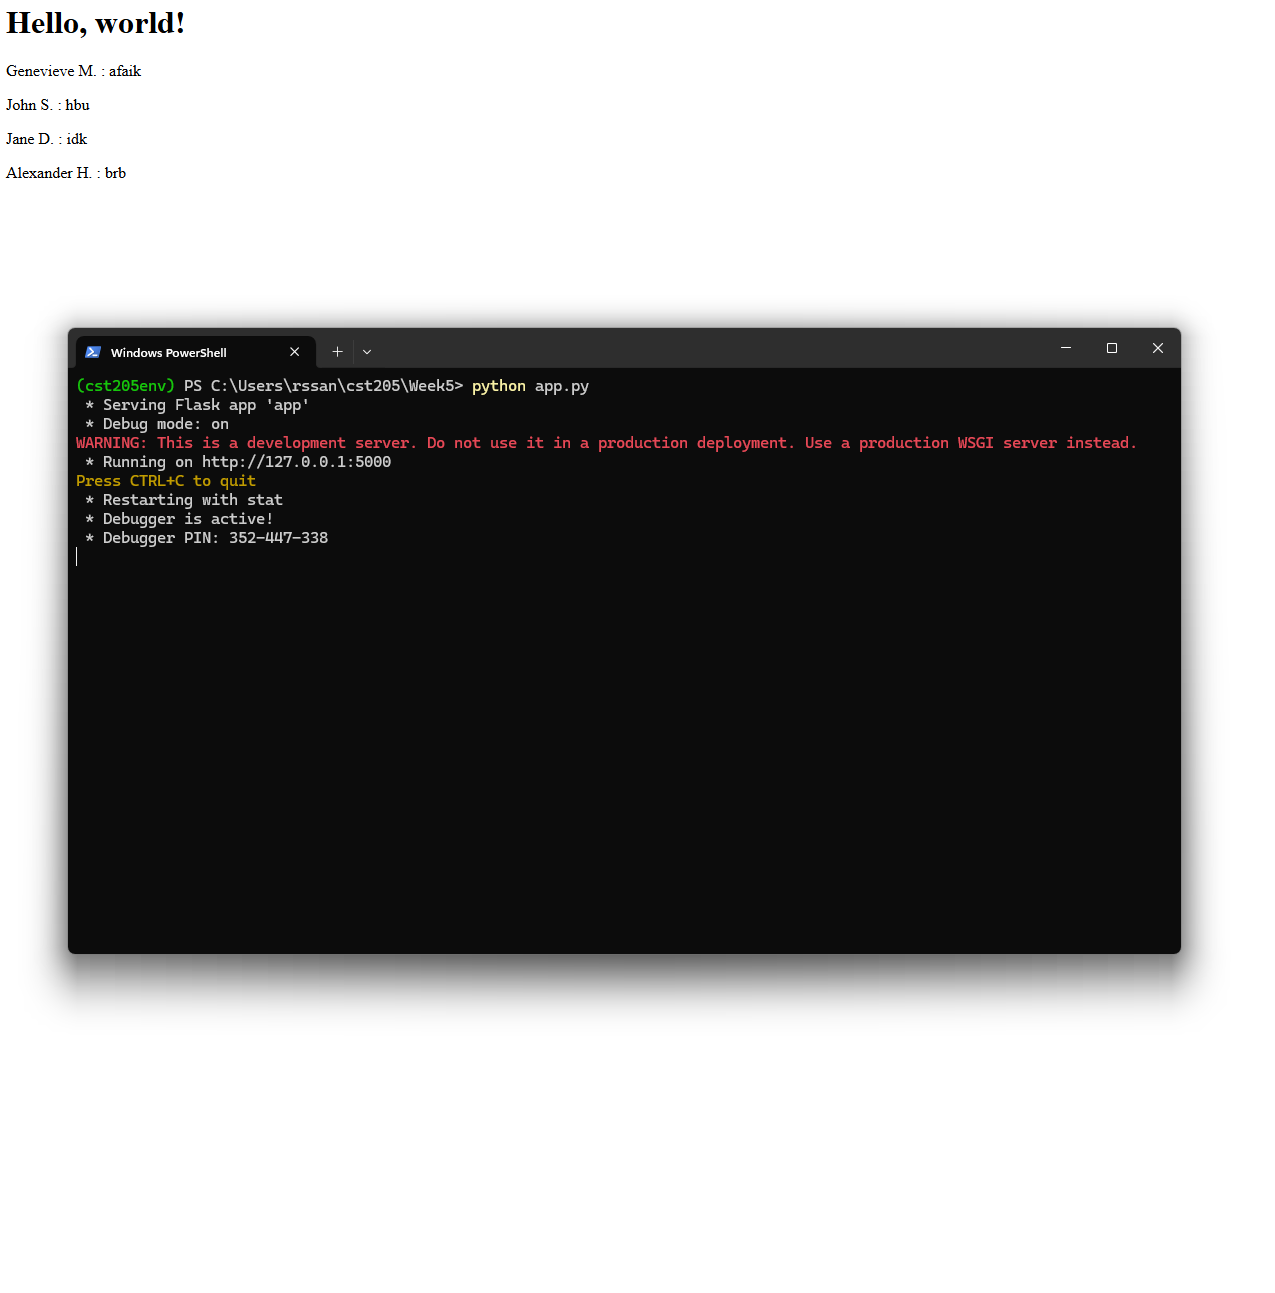 Hello, world!
Genevieve M. : afaik
John S. : hbu
Jane D. : idk
Alexander H. : brb
Windows PowerShell
(cst205env) PS C:\Users\rssan\cst205\Week5> python app.py
* Serving Flask app 'app'
* Debug mode: on
WARNING: This is a development server. Do not use it in a production deployment. Use a production WSGI server instead.
* Running on http://127.0.0.1:5000
Press CTRL+C to quit
* Restarting with stat
* Debugger is active!
* Debugger PIN: 352-447-338